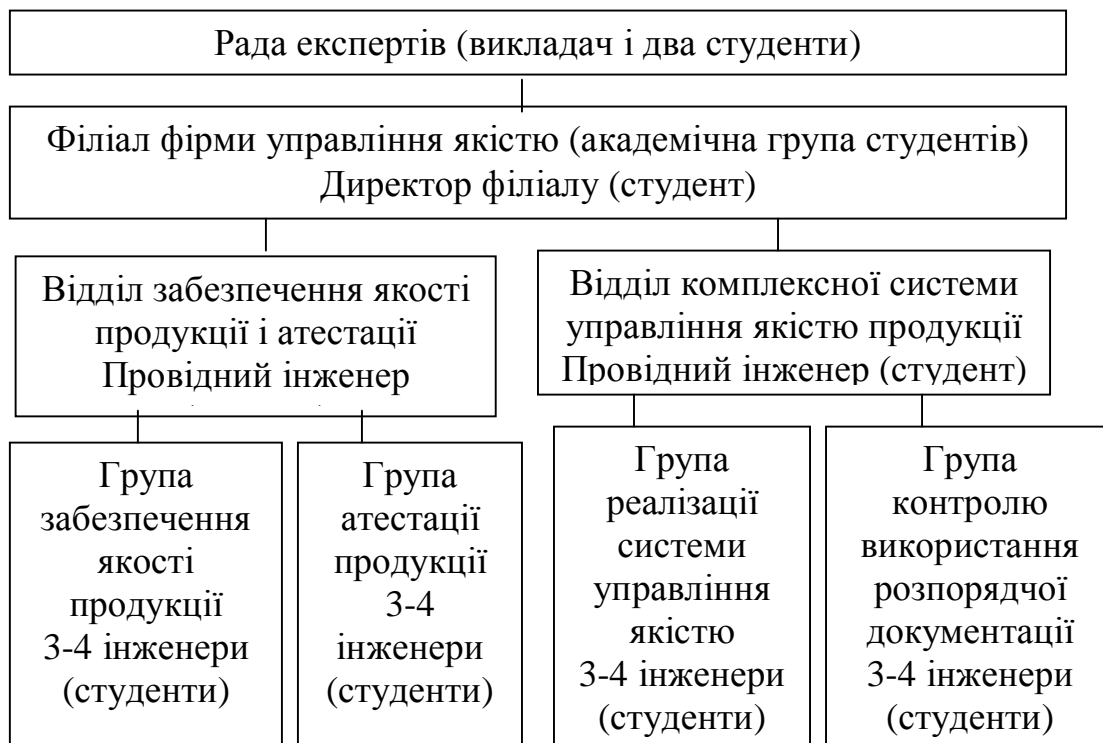 Рада експертів (викладач і два студенти)
Філіал фірми управління якістю (академічна група студентів)
Директор філіалу (студент)
Відділ забезпечення якості
продукції і атестації
Провідний інженер
Відділ комплексної системи
управління якістю продукції
Провідний інженер (студент)
Група
забезпечення
якості
продукції
3-4 інженери
(студенти)
Група
атестації
продукції
3-4
інженери
(студенти)
Група
реалізації
системи
управління
якістю
3-4 інженери
(студенти)
Група
контролю
використання
розпорядчої
документації
3-4 інженери
(студенти)